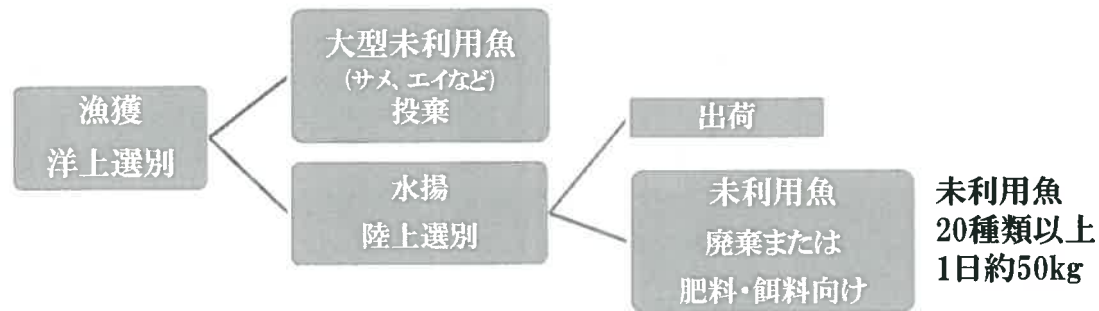 漁獲
洋上選別
大型未利用魚
(サメ、エイなど)
投棄
水揚
陸上選別
出荷
未利用魚
廃棄または
肥料・餌料向け
未利用魚
20種類以上
1日約50kg